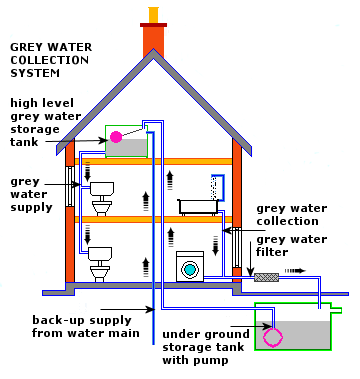 GREY WATER
COLLECTION
SYSTEM
high level
grey water
storage
tank
grey
water
supply
grey water
collection
grey water
filter
back-up supply
from water main
under ground
storage tank
with pump